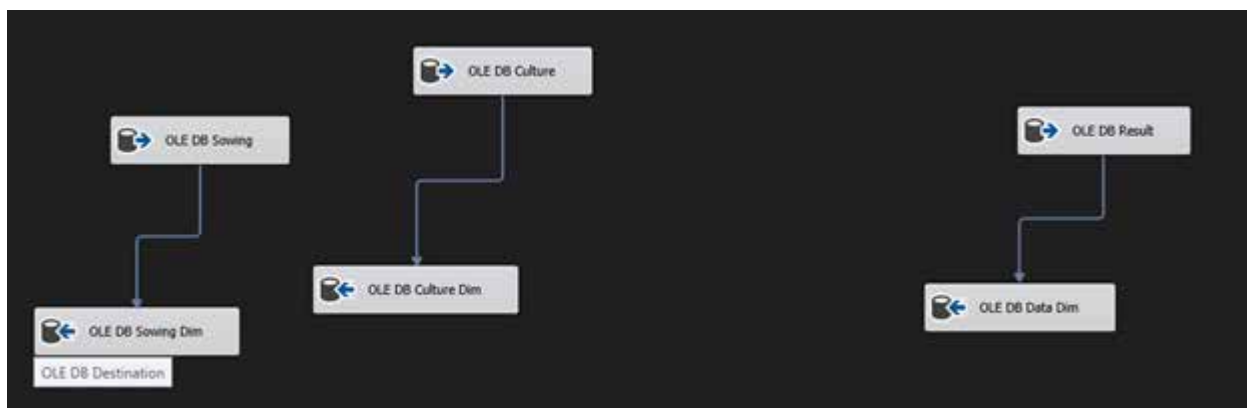 OLE DB Culture
OLE DB Sowing
OLE DB Result
OLE DB Culture Dim
OLE DB Data Dim
OLE DB Sowing Dim
OLE DB Destination